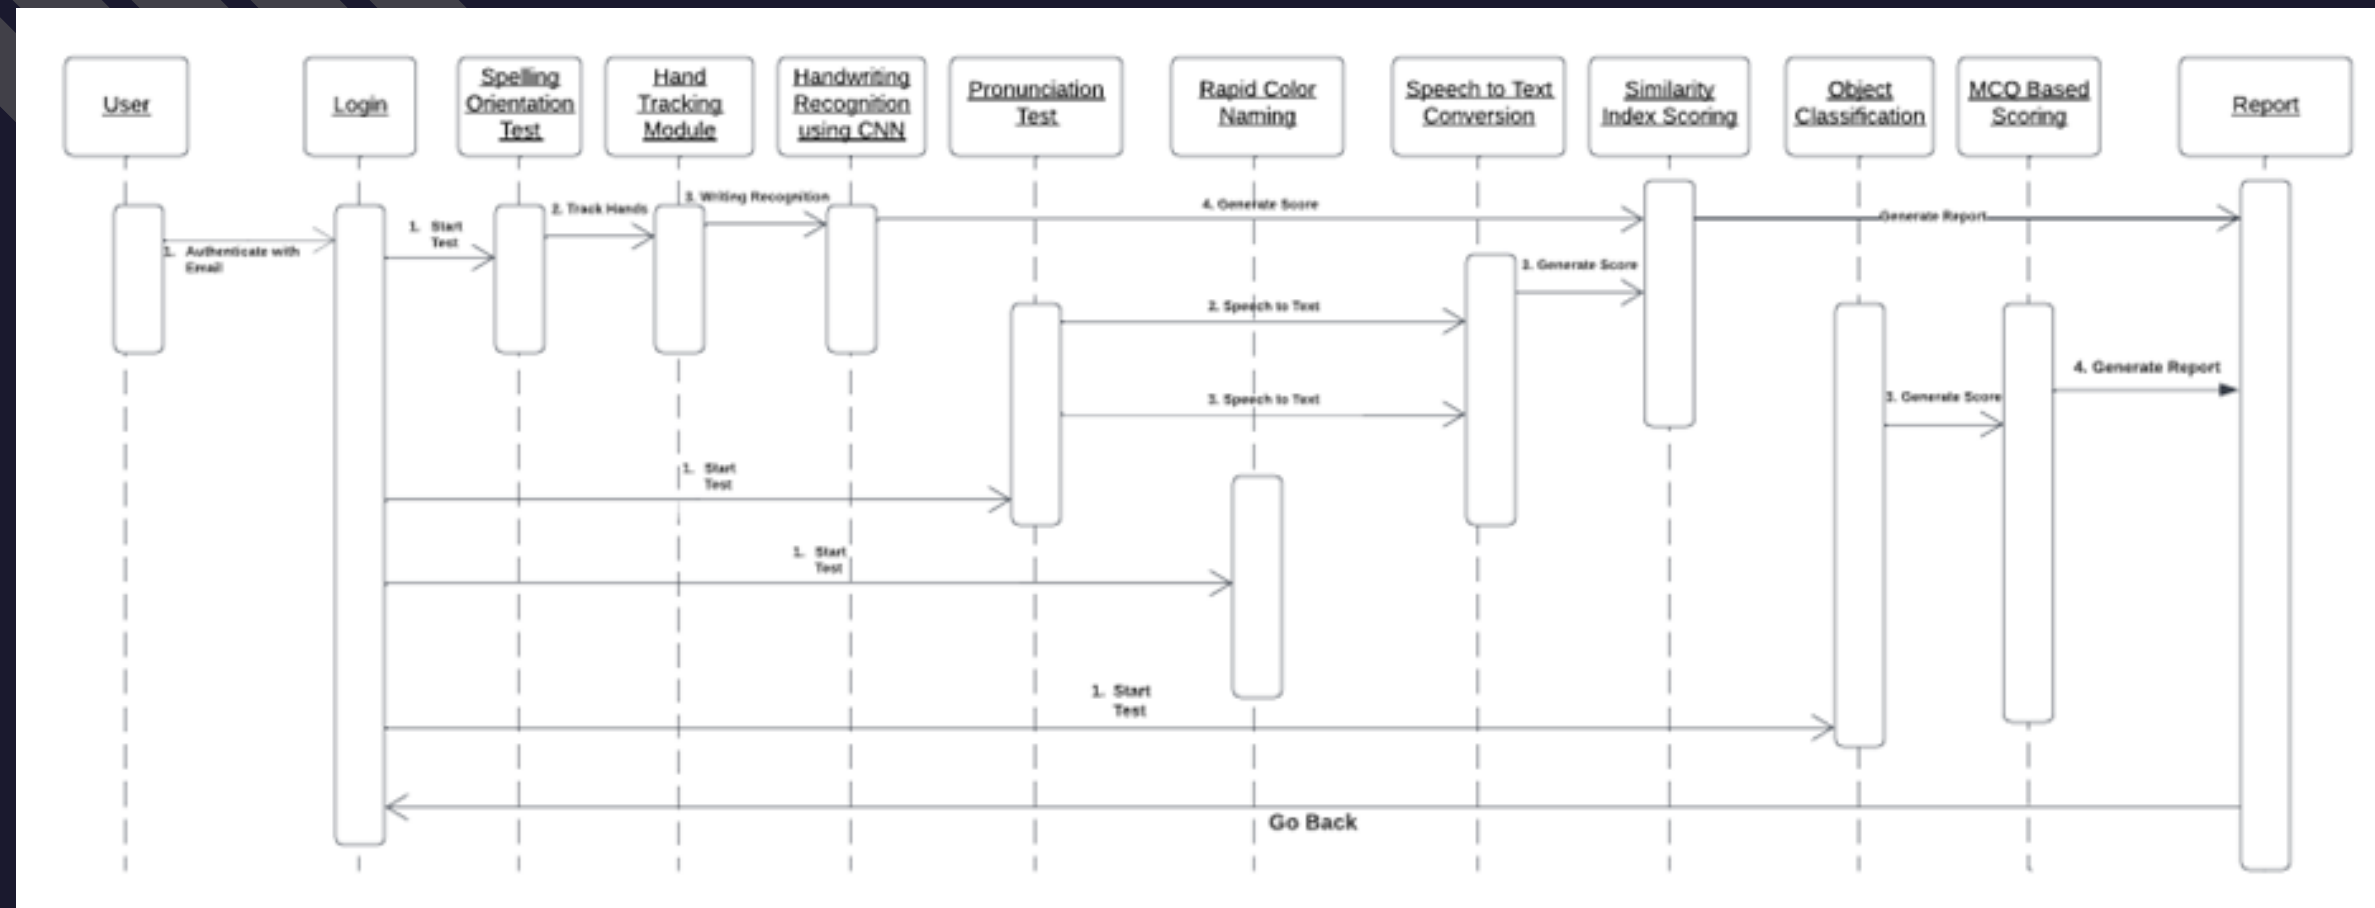 User
Login
Spelling
Orientation
Test
Hand
Tracking
Module
Handwriting
Recognition
using CNN
Pronunciation
Test
Rapid Color
Naming
Speech to Text
Conversion
Similarity
Index Scoring
Object
Classification
MCQ Based
Scoring
Report
1. Authenticate with
Email
1. Start
Test
2. Track Hands
3. Writing Recognition
4. Generate Score
Generate Report
3. Generate Score
2. Speech to Text
3. Speech to Text
4. Generate Report
3. Generate Score
1. Start
Test
1. Start
Test
1. Start
Test
Go Back